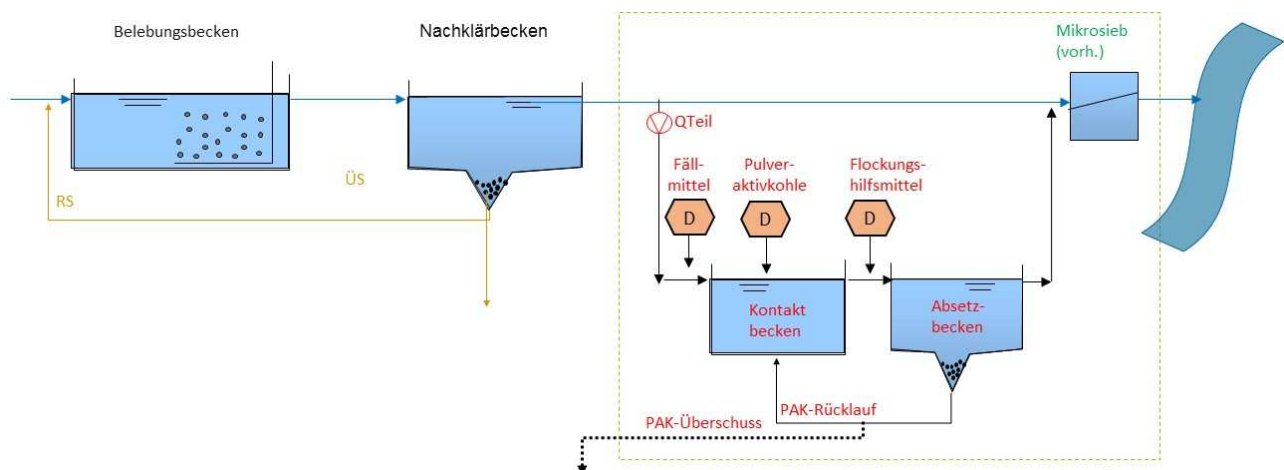 Belebungsbecken
Nachklärbecken
Mikrosieb
(vorh.)
QTeil
Fäll-
mittel
Pulver-
aktivkohle
Flockungs-
hilfsmittel
ÜS
RS
D
D
D
Kontakt
becken
Absetz-
becken
PAK-Rücklauf
PAK-Überschuss